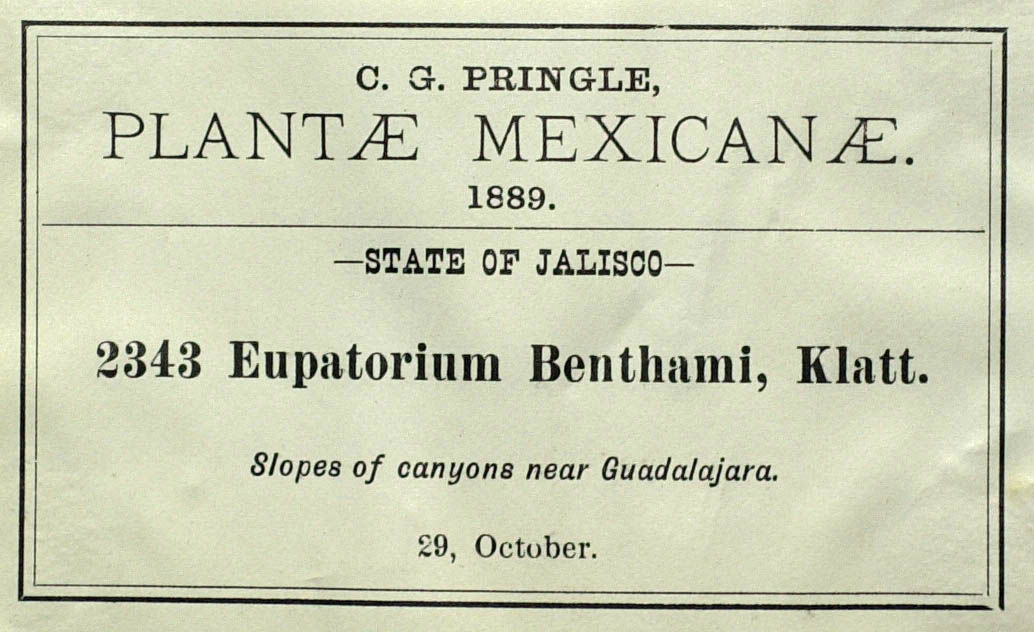 C. G. PRINGLE,
PLANTÆ MEXICANÆ.
1889.
—STATE OF JALISCO—
2343 Eupatorium Benthami, Klatt.
Slopes of canyons near Guadalajara.
29, October.